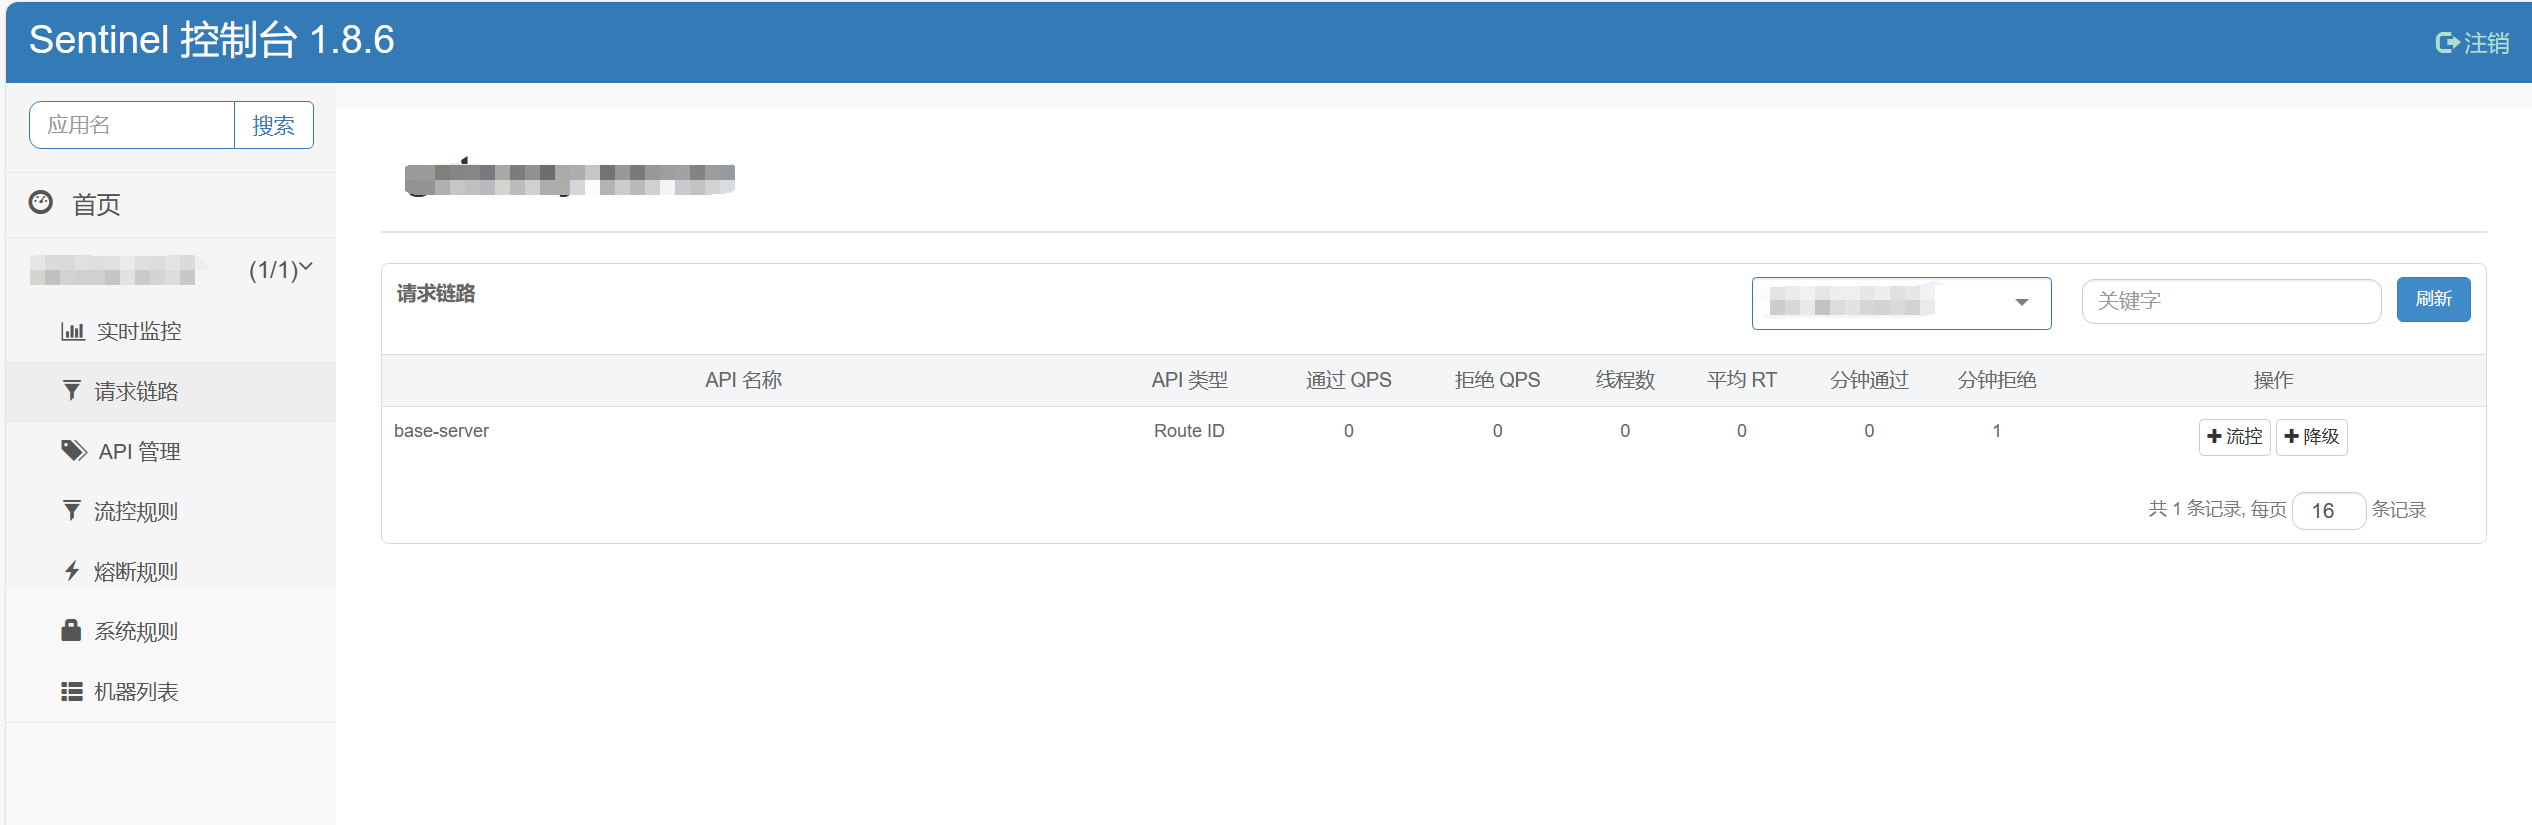 Sentinel 控制台 1.8.6
注销
应用名 搜索
首页
(1/1)
实时监控
请求链路
API 管理
流控规则
熔断规则
系统规则
机器列表
请求链路 关键字 刷新
API 名称 API 类型 通过 QPS 拒绝 QPS 线程数 平均 RT 分钟通过 分钟拒绝 操作
base-server Route ID 0 0 0 0 0 1 流控 降级
共 1 条记录, 每页 16 条记录